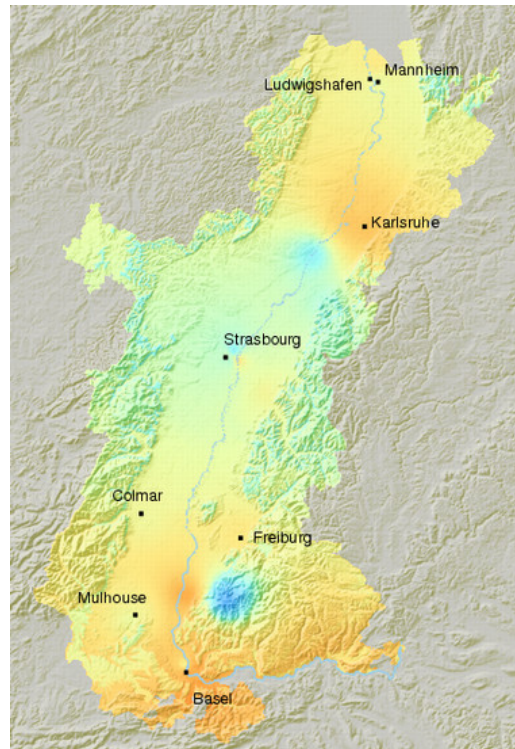 Mannheim
Ludwigshafen
Karlsruhe
Strasbourg
Colmar
Freiburg
Mulhouse
Basel